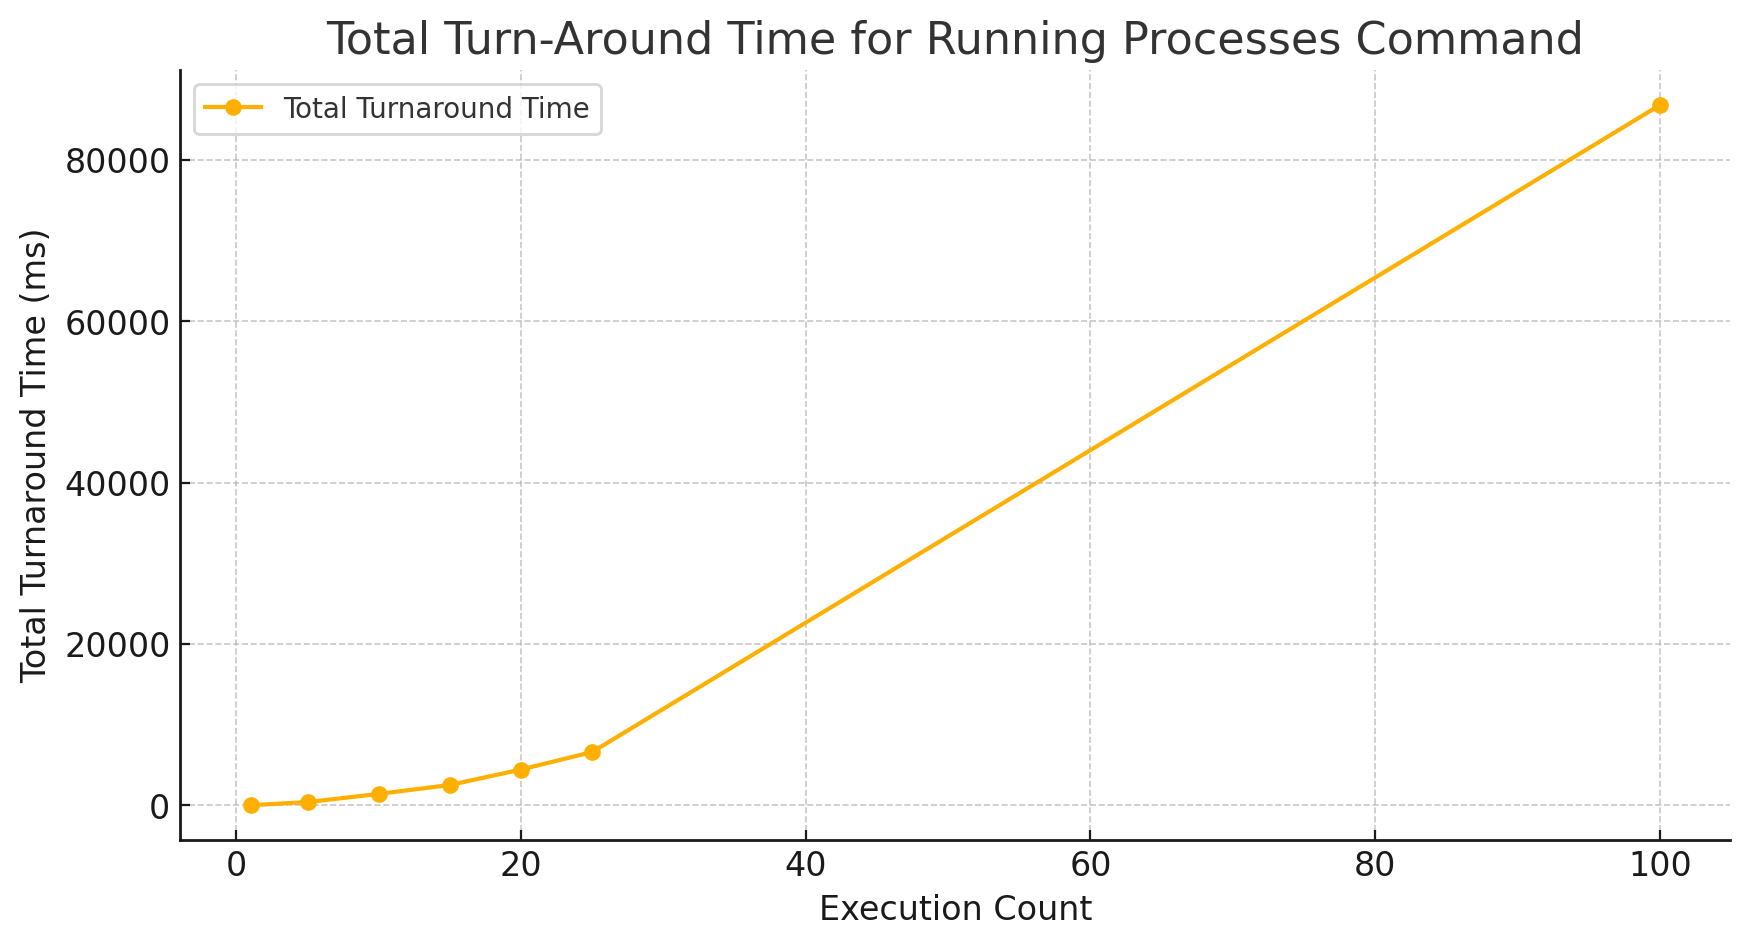 Total Turn-Around Time for Running Processes Command
Total Turnaround Time
Total Turnaround Time (ms)
80000
60000
40000
20000
0
0 20 40 60 80 100
Execution Count